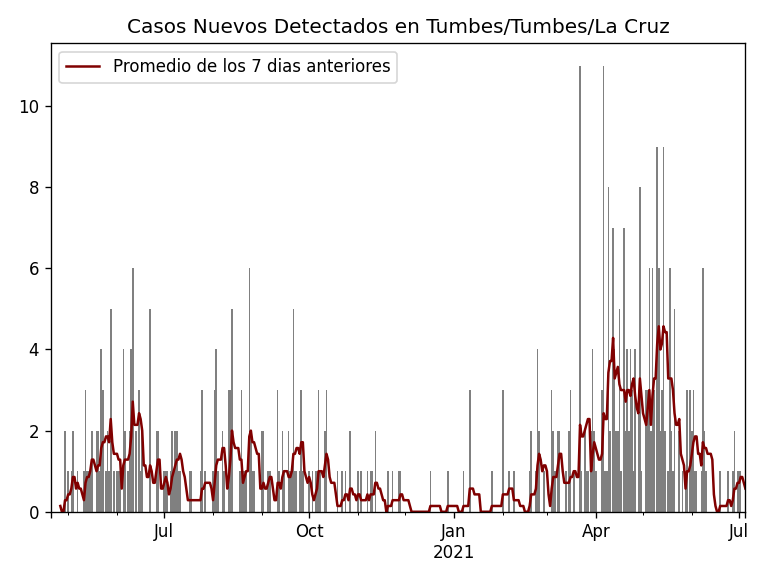 Casos Nuevos Detectados en Tumbes/Tumbes/La Cruz
Promedio de los 7 dias anteriores
10
8
6
4
2
0
Jul
Oct
Jan
2021
Apr
Jul